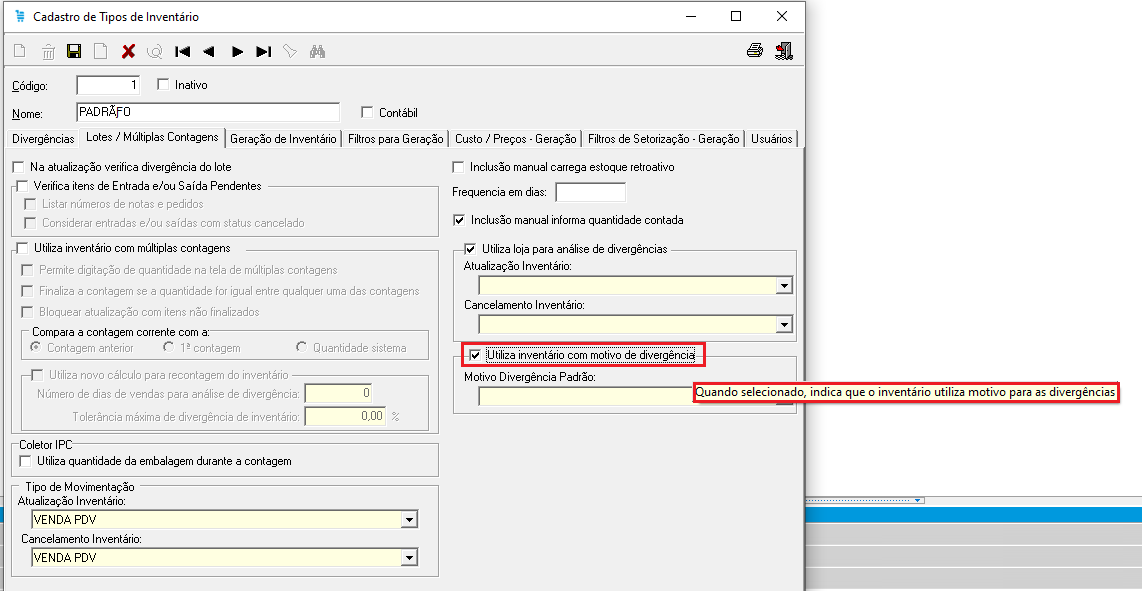 Cadastro de Tipos de Inventário
Código: 1 Inativo
Nome: PADRÃƒO Contábil
Divergências Lotes / Múltiplas Contagens Geração de Inventário Filtros para Geração Custo / Preços - Geração Filtros de Setorização - Geração Usuários
Na atualização verifica divergência do lote
Verifica itens de Entrada e/ou Saída Pendentes
Listar números de notas e pedidos
Considerar entradas e/ou saídas com status cancelado
Utiliza inventário com múltiplas contagens
Permite digitação de quantidade na tela de múltiplas contagens
Finaliza a contagem se a quantidade for igual entre qualquer uma das contagens
Bloquear atualização com itens não finalizados
Compara a contagem corrente com a:
Contagem anterior 1ª contagem Quantidade sistema
Utiliza novo cálculo para recontagem do inventário
Número de dias de vendas para análise de divergência: 0
Tolerância máxima de divergência de inventário: 0,00 %
Coletor IPC
Utiliza quantidade da embalagem durante a contagem
Tipo de Movimentação
Atualização Inventário:
VENDA PDV
Cancelamento Inventário:
VENDA PDV
Inclusão manual carrega estoque retroativo
Frequencia em dias:
Inclusão manual informa quantidade contada
Utiliza loja para análise de divergências
Atualização Inventário:
Cancelamento Inventário:
Utiliza inventário com motivo de divergência
Motivo Divergência Padrão:
Quando selecionado, indica que o inventário utiliza motivo para as divergências